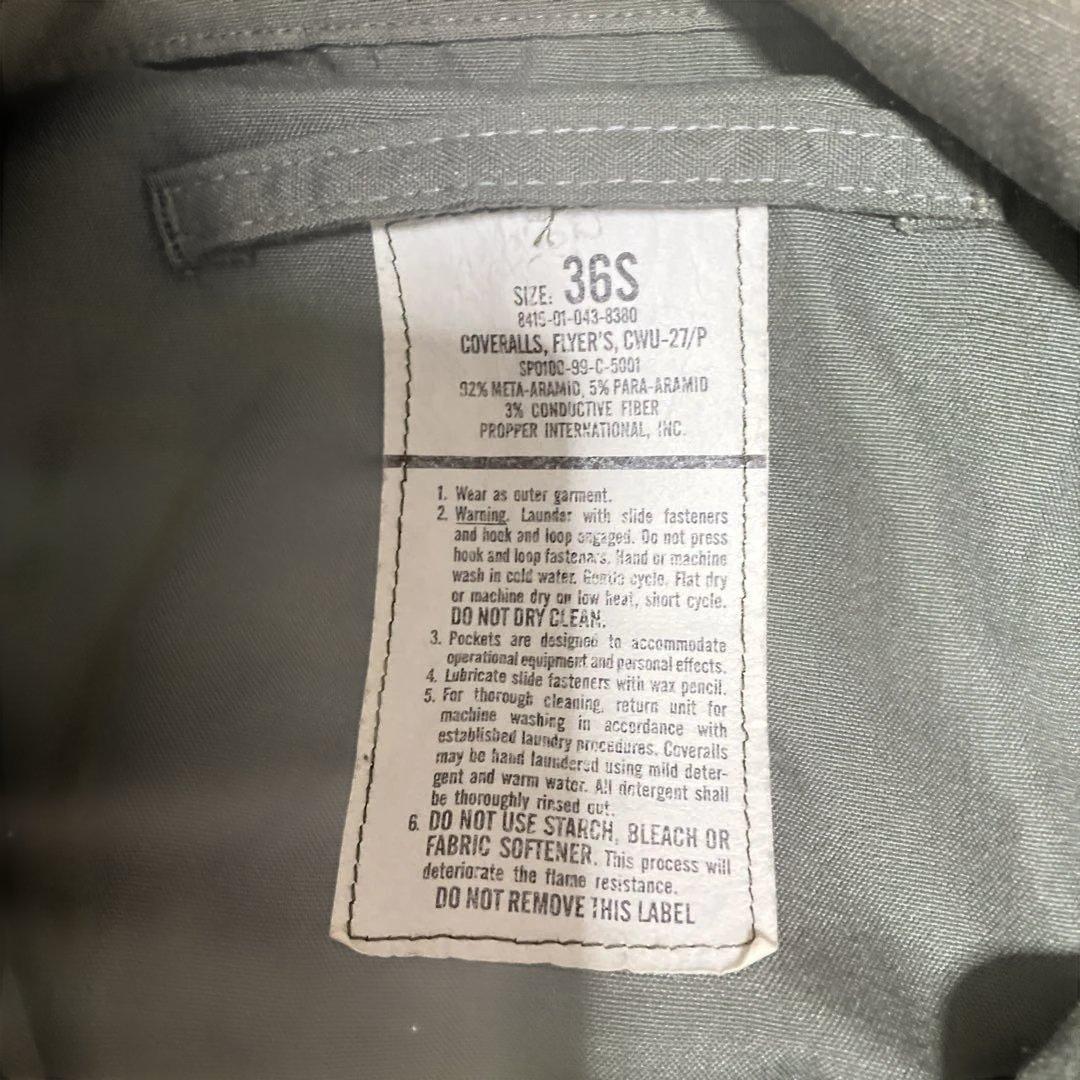 SIZE: 36S
8415-01-043-8380
COVERALLS, FLYER'S, CWU-27/P
SP0100-99-C-5001
92% META-ARAMID, 5% PARA-ARAMID
3% CONDUCTIVE FIBER
PROPPER INTERNATIONAL, INC.
1. Wear as outer garment.
2. Warning. Launder with slide fasteners
and hook and loop engaged. Do not press
hook and loop fasteners. Hand or machine
wash in cold water. Gentle cycle. Flat dry
or machine dry on low heat, short cycle.
DO NOT DRY CLEAN.
3. Pockets are designed to accommodate
operational equipment and personal effects.
4. Lubricate slide fasteners with wax pencil.
5. For thorough cleaning, return unit for
machine washing in accordance with
established laundry procedures. Coveralls
may be hand laundered using mild deter-
gent and warm water. All detergent shall
be thoroughly rinsed out.
6. DO NOT USE STARCH, BLEACH OR
FABRIC SOFTENER. This process will
deteriorate the flame resistance.
DO NOT REMOVE THIS LABEL